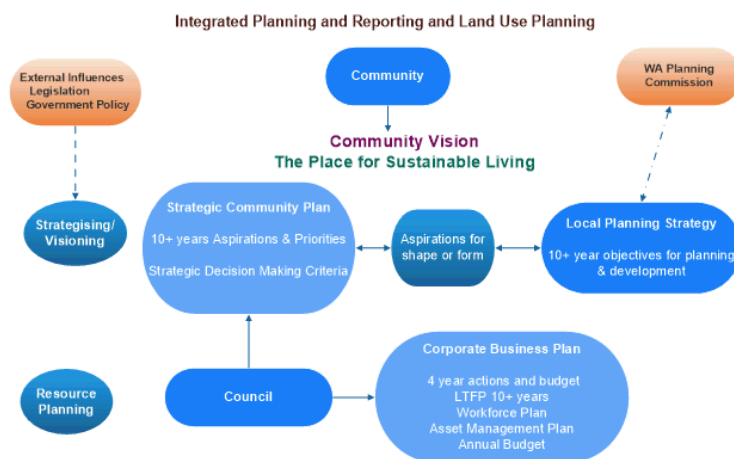 Integrated Planning and Reporting and Land Use Planning
External Influences
Legislation
Government Policy
Community
WA Planning
Commission
Community Vision
The Place for Sustainable Living
Strategising/
Visioning
Strategic Community Plan
10+ years Aspirations & Priorities
Strategic Decision Making Criteria
Aspirations for
shape or form
Local Planning Strategy
10+ year objectives for planning
& development
Resource
Planning
Council
Corporate Business Plan
4 year actions and budget
LTFP 10+ years
Workforce Plan
Asset Management Plan
Annual Budget